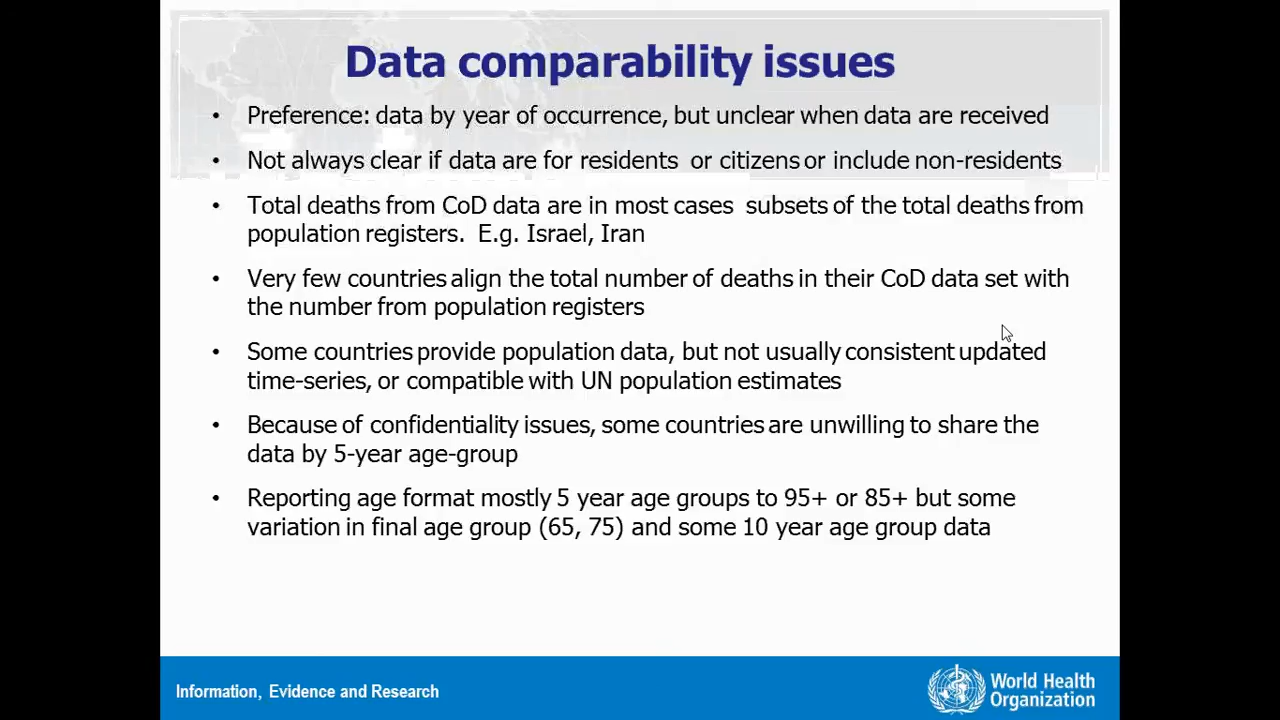 Data comparability issues
• Preference: data by year of occurrence, but unclear when data are received
• Not always clear if data are for residents or citizens or include non-residents
• Total deaths from CoD data are in most cases subsets of the total deaths from
population registers. E.g. Israel, Iran
• Very few countries align the total number of deaths in their CoD data set with
the number from population registers
• Some countries provide population data, but not usually consistent updated
time-series, or compatible with UN population estimates
• Because of confidentiality issues, some countries are unwilling to share the
data by 5-year age-group
• Reporting age format mostly 5 year age groups to 95+ or 85+ but some
variation in final age group (65, 75) and some 10 year age group data
Information, Evidence and Research
World Health
Organization